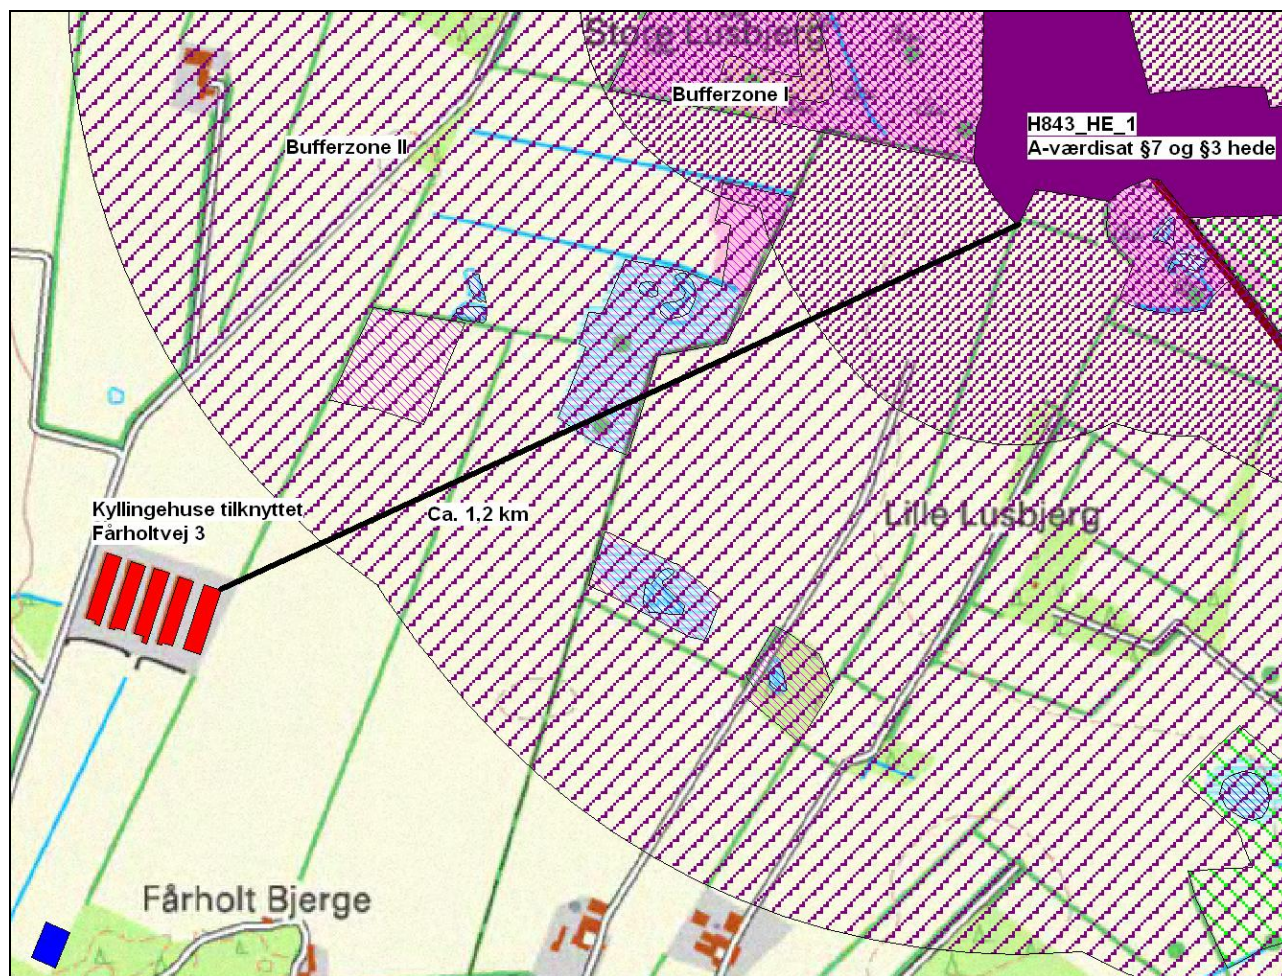 Store Lusbjerg
Bufferzone I
H843_HE_1
A-værdisat §7 og §3 hede
Bufferzone II
Kyllingehuse tilknyttet
Fårholtvej 3
Ca. 1,2 km
Lille Lusbjerg
Fårholt Bjerge